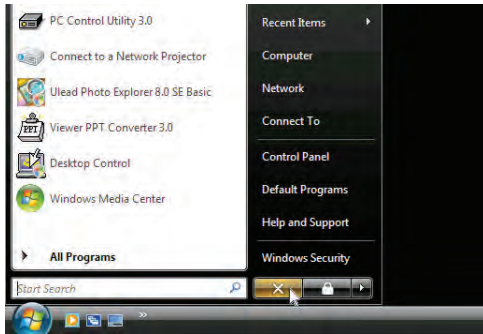 PC Control Utility 3.0
Connect to a Network Projector
Ulead Photo Explorer 8.0 SE Basic
PPT
Viewer PPT Converter 3.0
Desktop Control
Windows Media Center
All Programs
Start Search
Recent Items
Computer
Network
Connect To
Control Panel
Default Programs
Help and Support
Windows Security